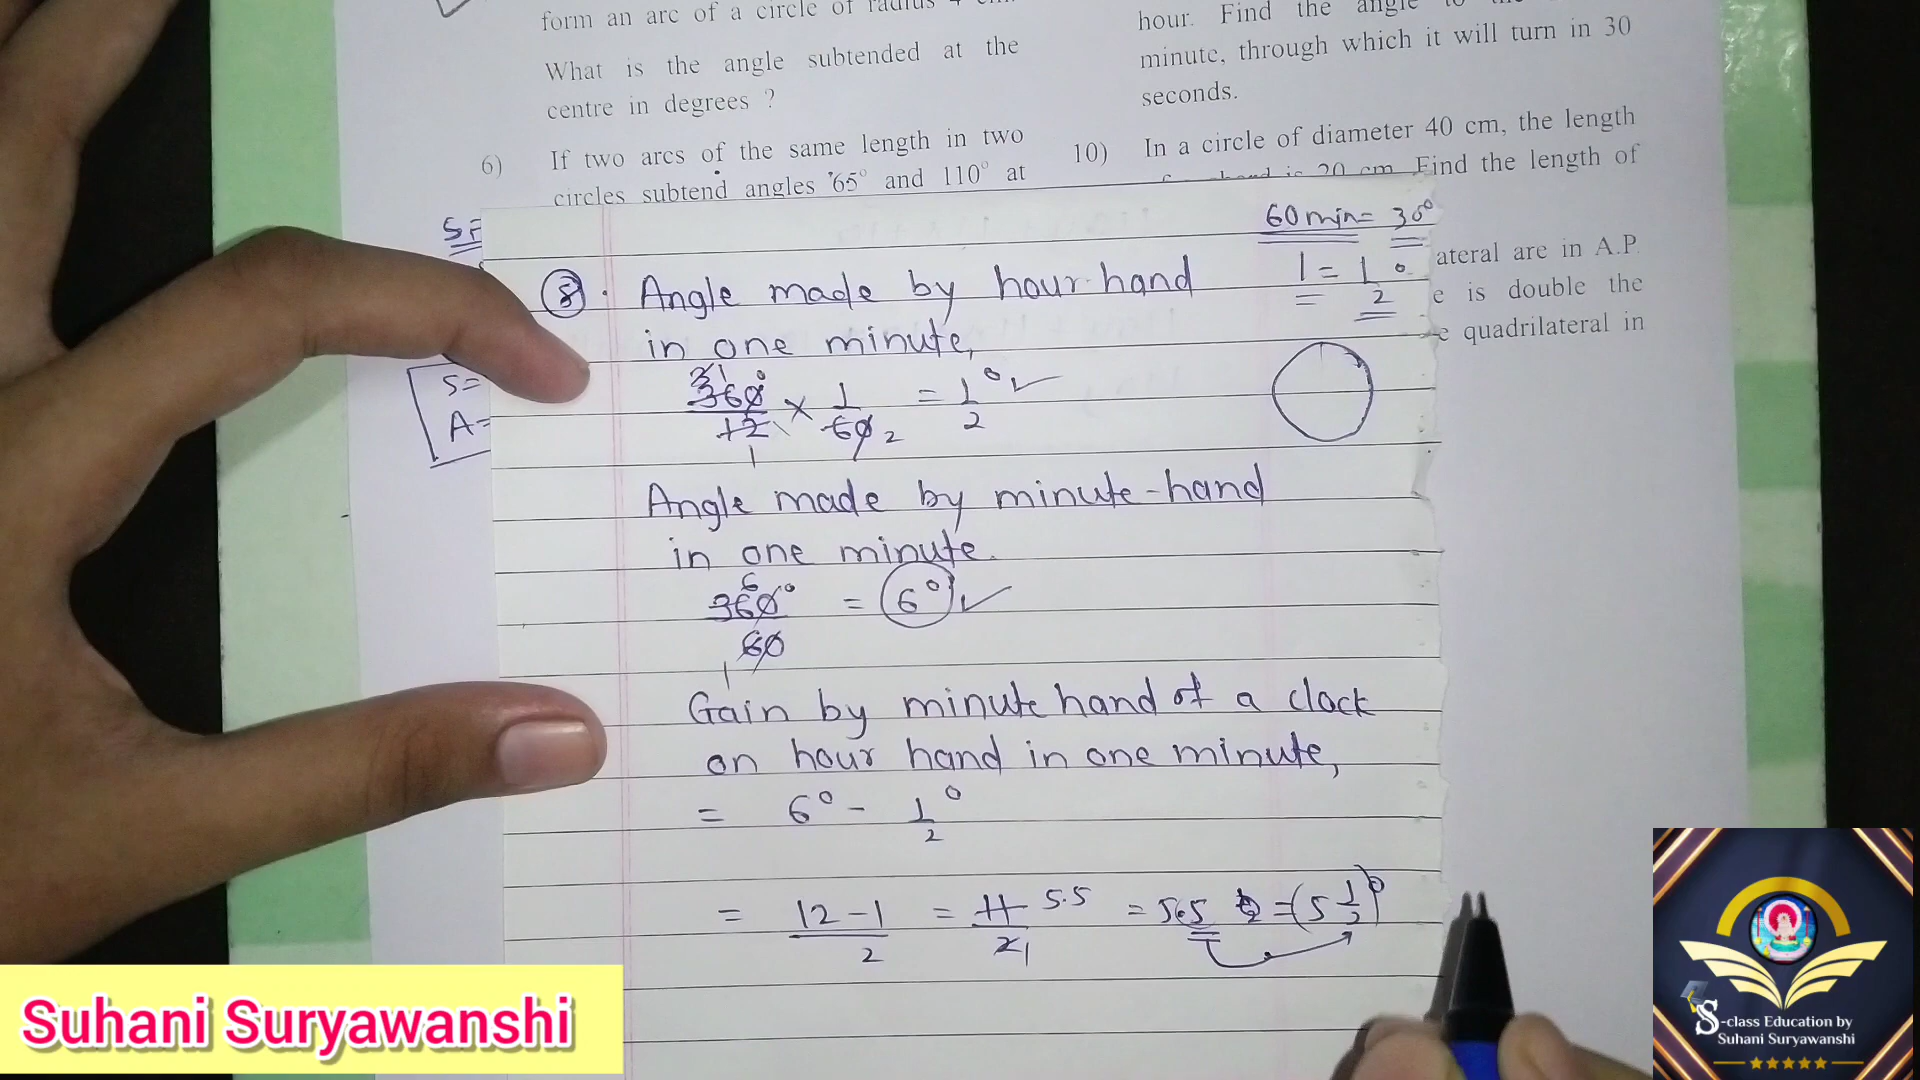 form an arc of a circle of radius
What is the angle subtended at the
centre in degrees ?
6) If two arcs of the same length in two
circles subtend angles 65° and 110° at
hour. Find the angle
minute, through which it will turn in 30
seconds.
10) In a circle of diameter 40 cm, the length
is 20 cm. Find the length of
ateral are in A.P.
e is double the
e quadrilateral in
S=
A=
60 min = 30°
1 = 1/2°
8. Angle made by hour-hand
in one minute,
360°/12 × 1/60 = 1/2°
Angle made by minute-hand
in one minute.
360°/60 = 6°
Gain by minute hand of a clock
on hour hand in one minute,
= 6° - 1/2°
= 12-1/2 = 11/2 5.5 = 5.5 = (5 1/2)°
Suhani Suryawanshi
S-class Education by
Suhani Suryawanshi